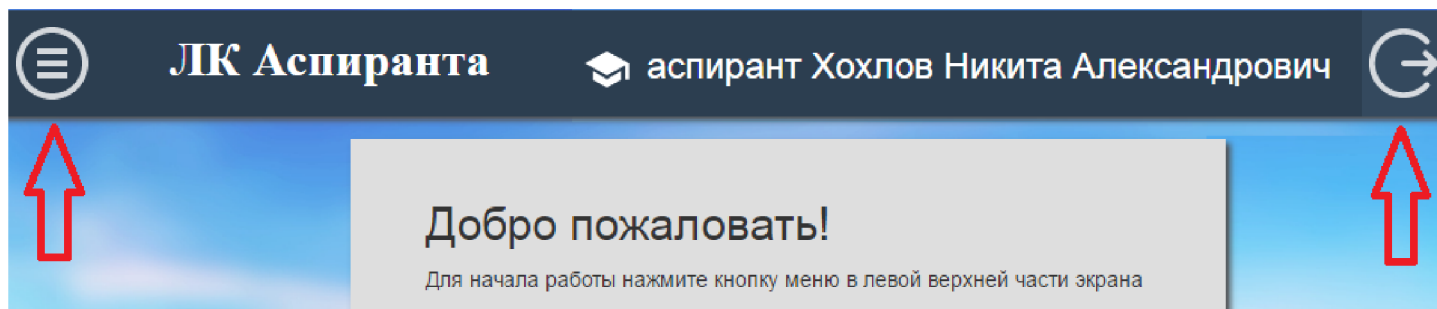 ЛК Аспиранта аспирант Хохлов Никита Александрович
Добро пожаловать!
Для начала работы нажмите кнопку меню в левой верхней части экрана